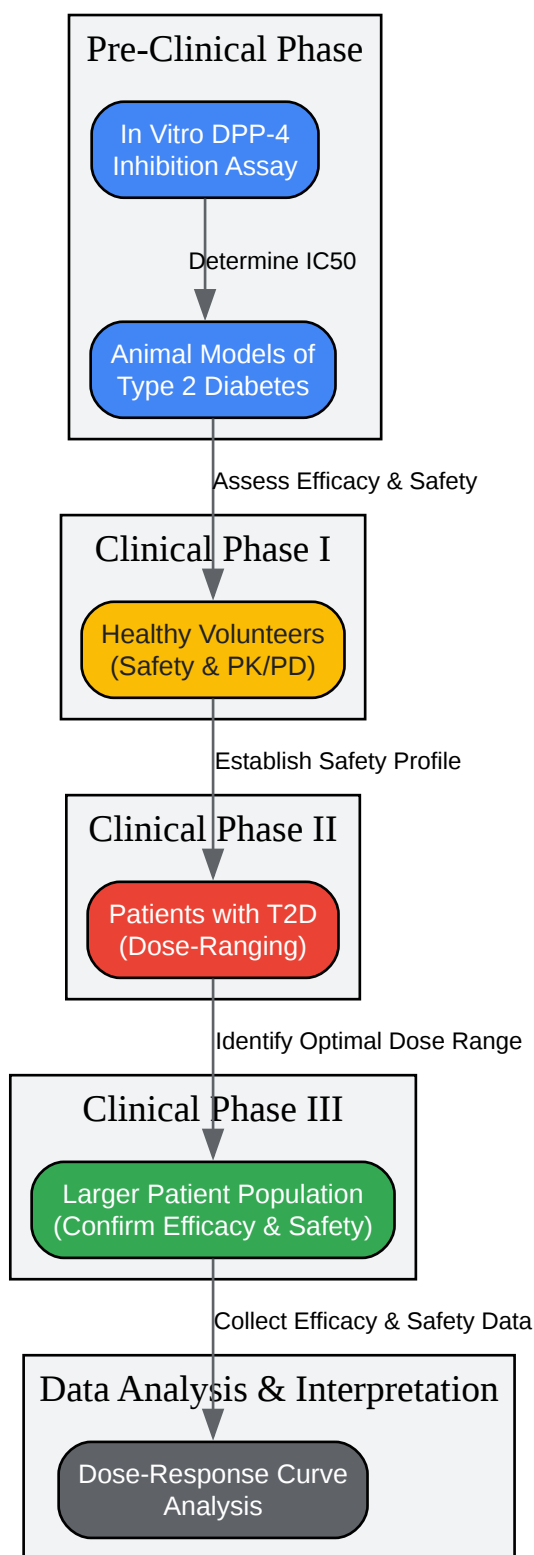 Pre-Clinical Phase
In Vitro DPP-4
Inhibition Assay
Determine IC50
Animal Models of
Type 2 Diabetes
Assess Efficacy & Safety
Clinical Phase I
Healthy Volunteers
(Safety & PK/PD)
Establish Safety Profile
Clinical Phase II
Patients with T2D
(Dose-Ranging)
Identify Optimal Dose Range
Clinical Phase III
Larger Patient Population
(Confirm Efficacy & Safety)
Collect Efficacy & Safety Data
Data Analysis & Interpretation
Dose-Response Curve
Analysis